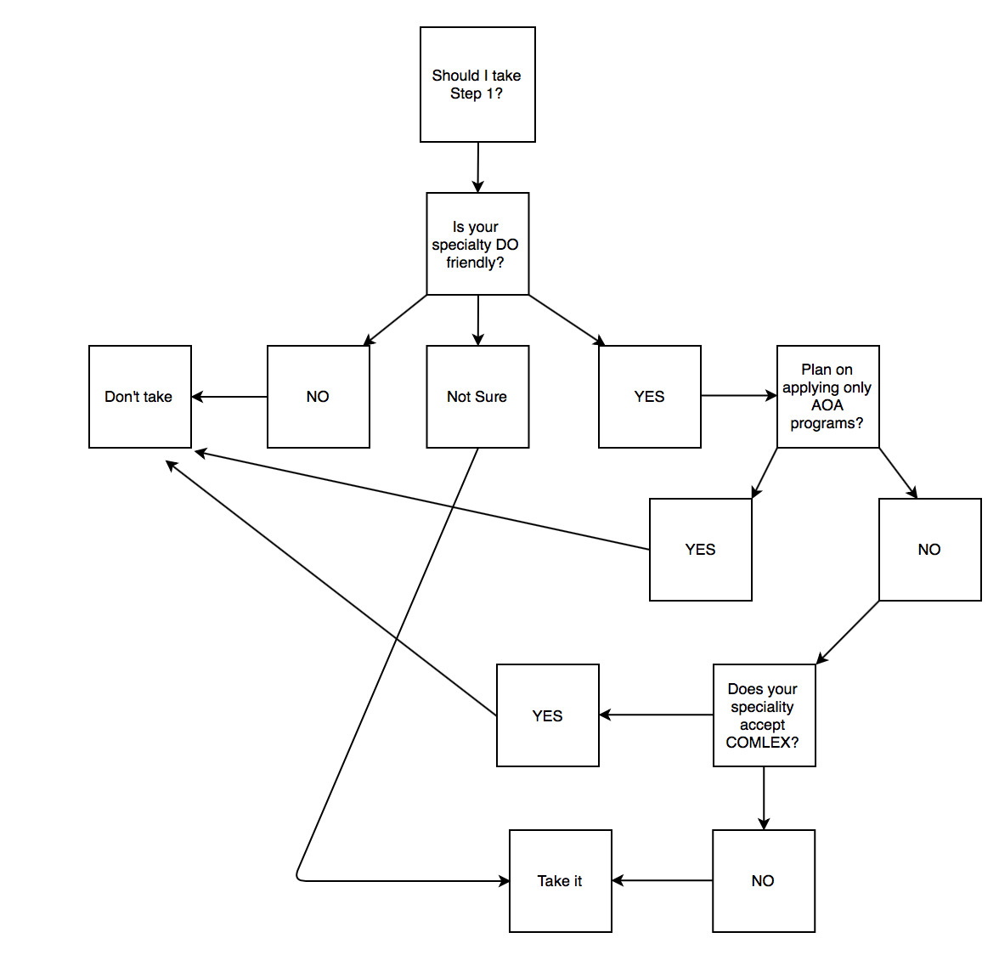 Should I take
Step 1?
Is your
specialty DO
friendly?
Don't take
NO
Not Sure
YES
Plan on
applying only
AOA
programs?
YES
NO
YES
Does your
speciality
accept
COMLEX?
Take it
NO